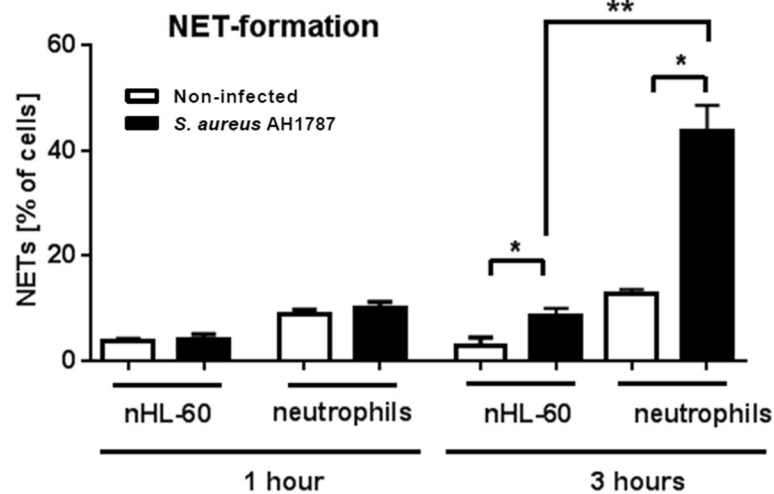 NET-formation
**
*
*
60
40
20
0
NETs [% of cells]
Non-infected
S. aureus AH1787
nHL-60 neutrophils nHL-60 neutrophils
1 hour 3 hours